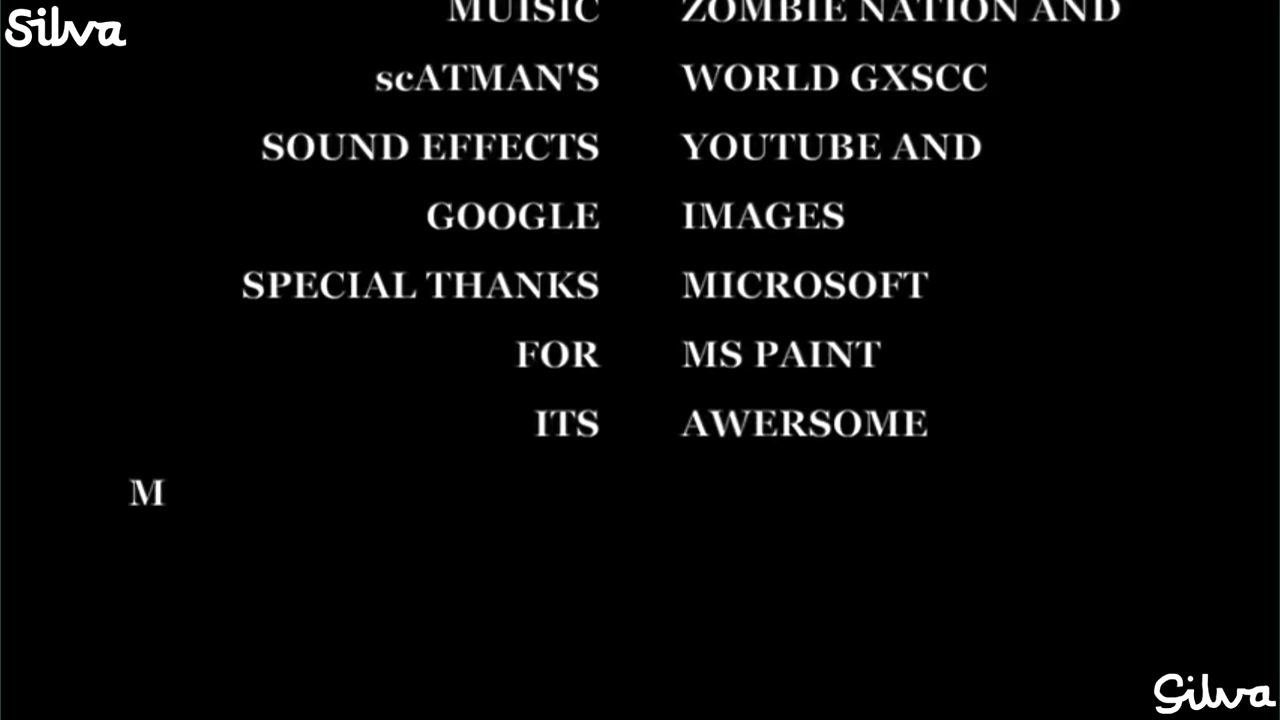 Silva
MUISIC ZOMBIE NATION AND
scATMAN'S WORLD GXSCC
SOUND EFFECTS YOUTUBE AND
GOOGLE IMAGES
SPECIAL THANKS MICROSOFT
FOR MS PAINT
ITS AWERSOME
M
Silva